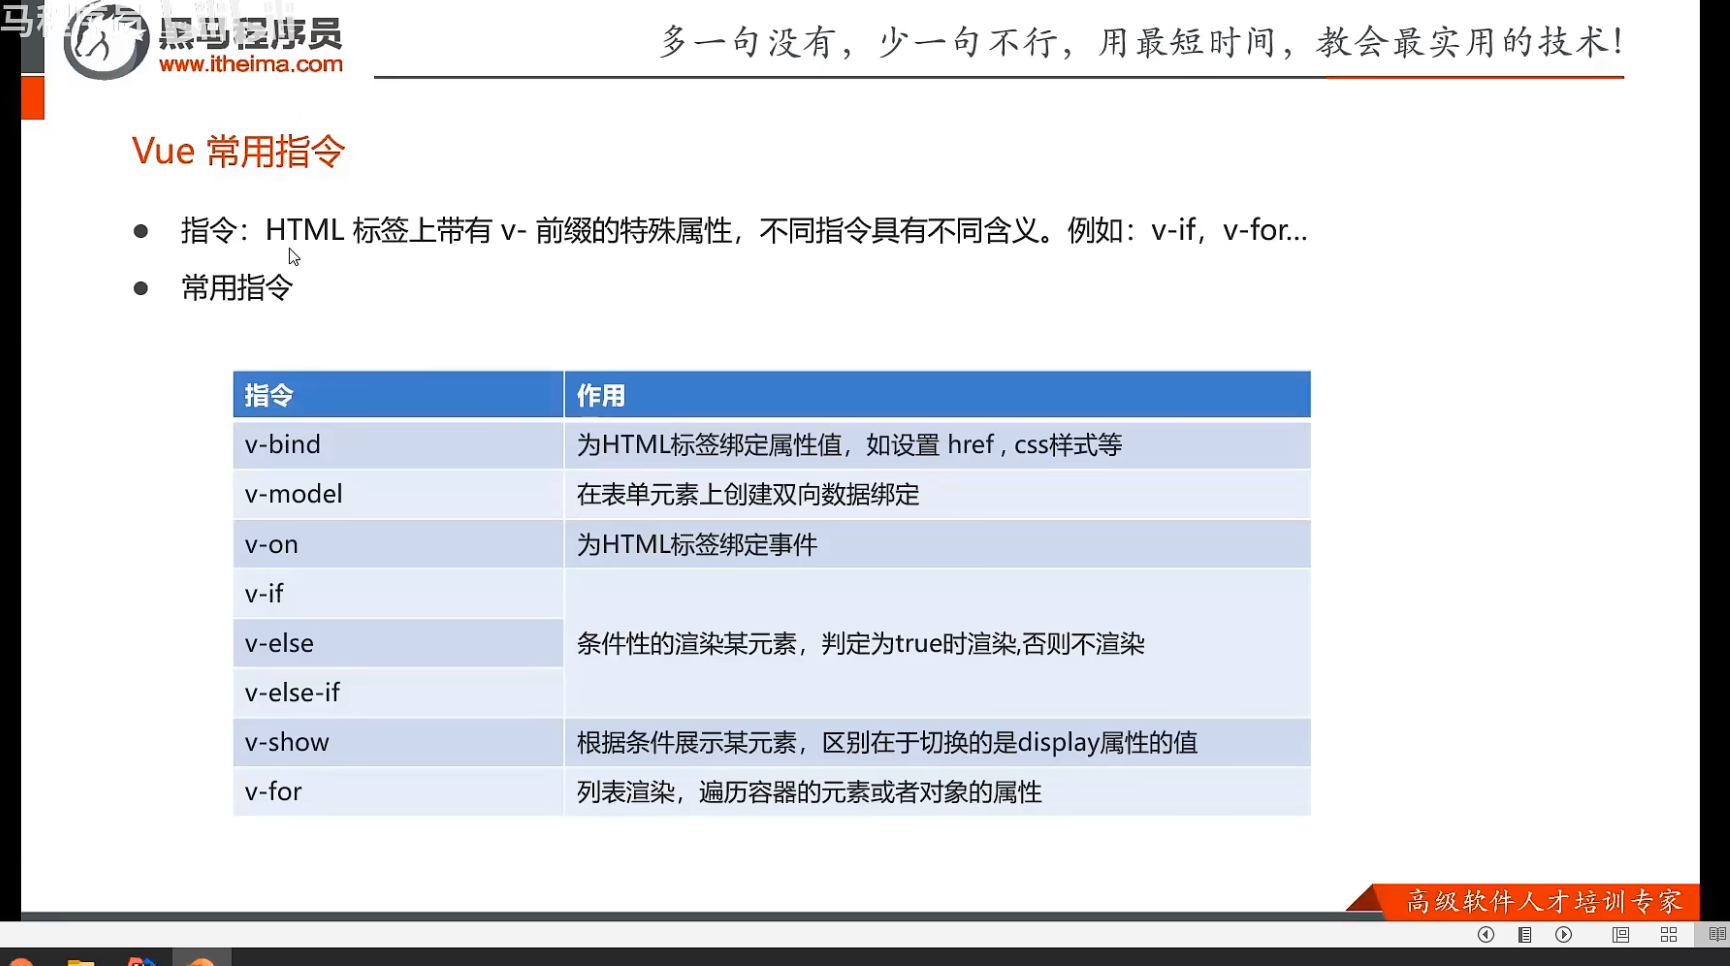 黑马程序员
www.itheima.com
多一句没有，少一句不行，用最短时间，教会最实用的技术！
Vue 常用指令
● 指令：HTML 标签上带有 v- 前缀的特殊属性，不同指令具有不同含义。例如：v-if，v-for…
● 常用指令
指令 作用
v-bind 为HTML标签绑定属性值，如设置 href , css样式等
v-model 在表单元素上创建双向数据绑定
v-on 为HTML标签绑定事件
v-if
v-else 条件性的渲染某元素，判定为true时渲染,否则不渲染
v-else-if
v-show 根据条件展示某元素，区别在于切换的是display属性的值
v-for 列表渲染，遍历容器的元素或者对象的属性
高级软件人才培训专家